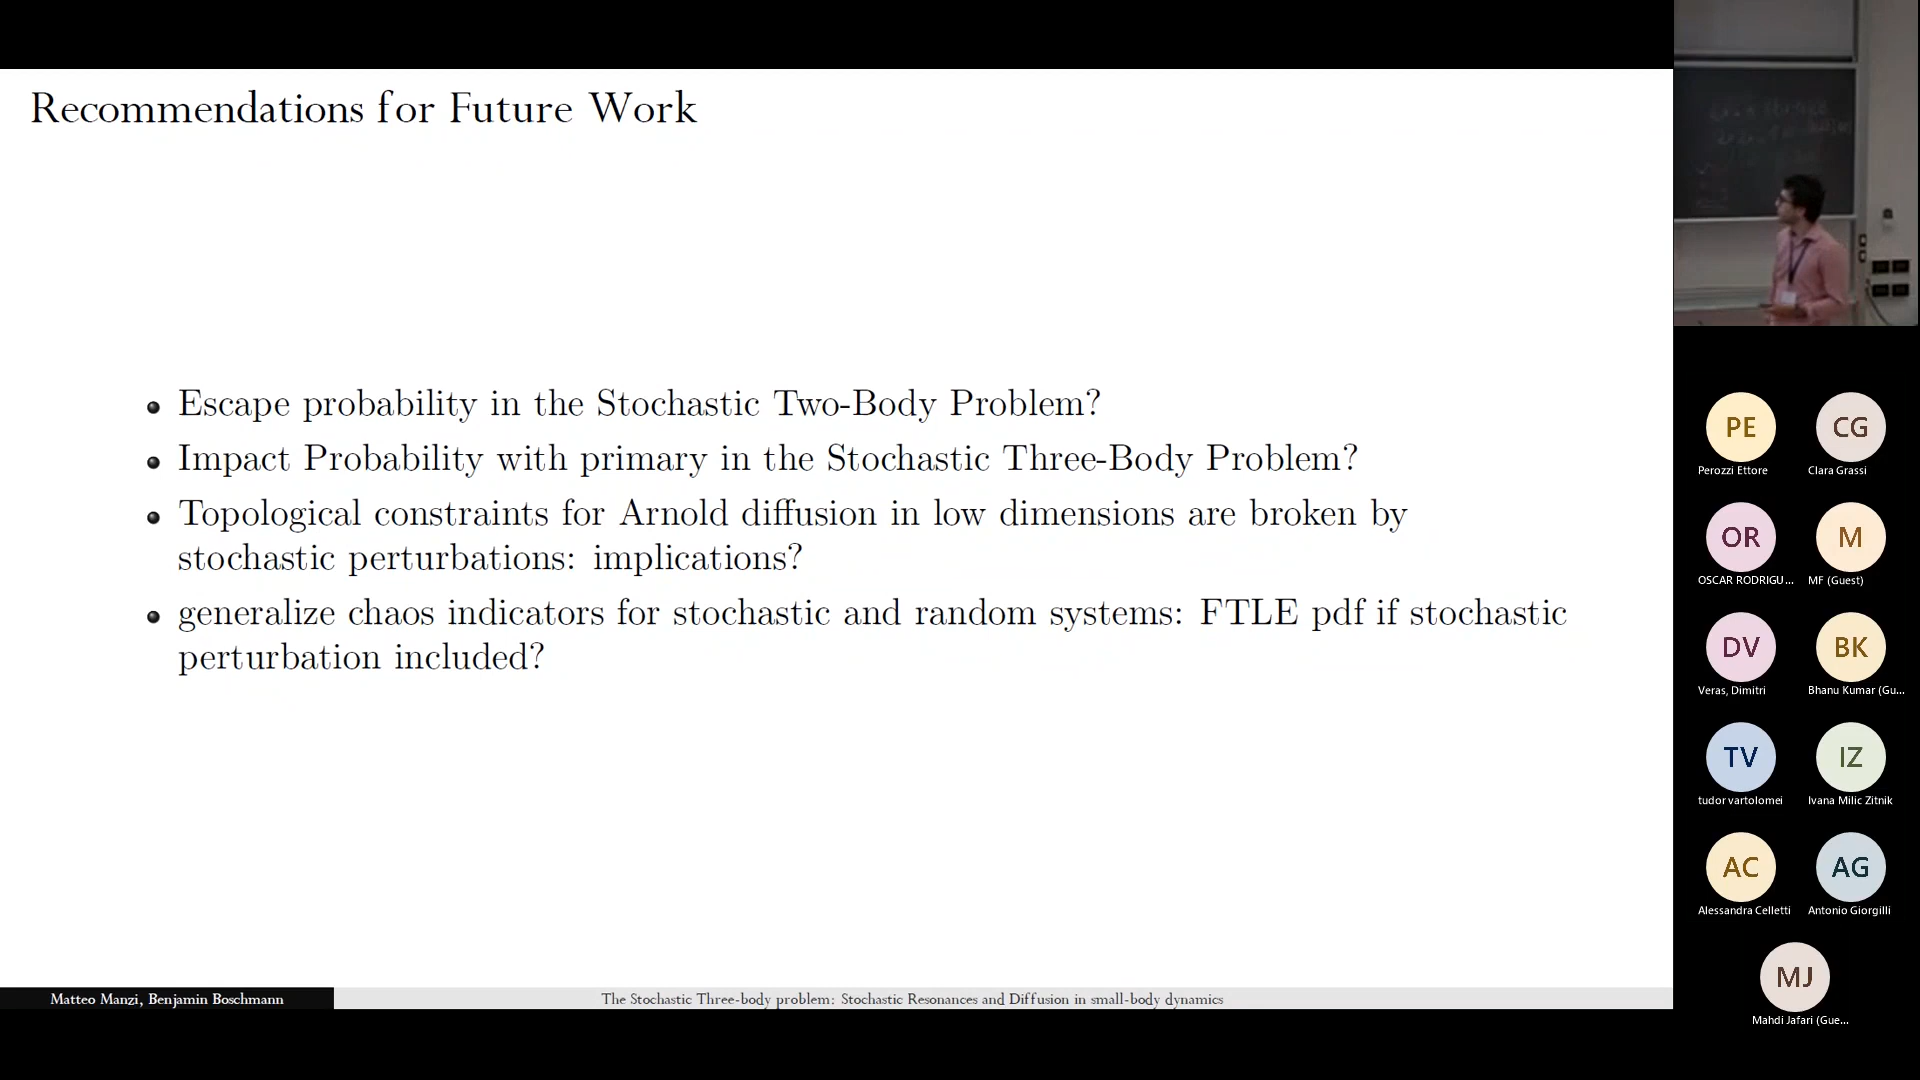 Recommendations for Future Work
Escape probability in the Stochastic Two-Body Problem?
Impact Probability with primary in the Stochastic Three-Body Problem?
Topological constraints for Arnold diffusion in low dimensions are broken by
stochastic perturbations: implications?
generalize chaos indicators for stochastic and random systems: FTLE pdf if stochastic
perturbation included?
Matteo Manzi, Benjamin Boschmann
The Stochastic Three-body problem: Stochastic Resonances and Diffusion in small-body dynamics
PE
Perozzi Ettore
CG
Clara Grassi
OR
OSCAR RODRIGU...
M
MF (Guest)
DV
Veras, Dimitri
BK
Bhanu Kumar (Gu...
TV
tudor vartolomei
IZ
Ivana Milic Zitnik
AC
Alessandra Celletti
AG
Antonio Giorgilli
MJ
Mahdi Jafari (Gue...